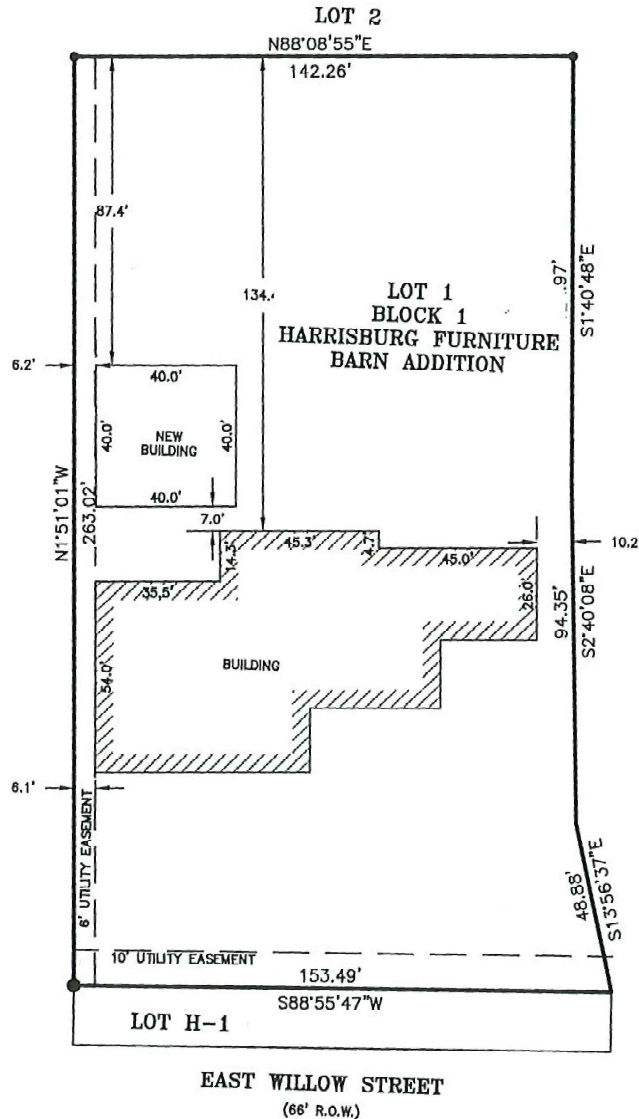 LOT 2
N88°08'55"E
142.26'
87.4'
134.
97'
S1°40'48"E
LOT 1
BLOCK 1
HARRISBURG FURNITURE
BARN ADDITION
6.2'
40.0'
40.0'
NEW
BUILDING
40.0'
40.0'
N1°51'01"W
263.02'
7.0'
45.3'
14.3'
4.7'
45.0'
10.2
35.5'
26.0'
94.35'
S2°40'08"E
BUILDING
54.0'
6.1'
6' UTILITY EASEMENT
48.88'
S13°56'37"E
10' UTILITY EASEMENT
153.49'
S88°55'47"W
LOT H-1
EAST WILLOW STREET
(66' R.O.W.)